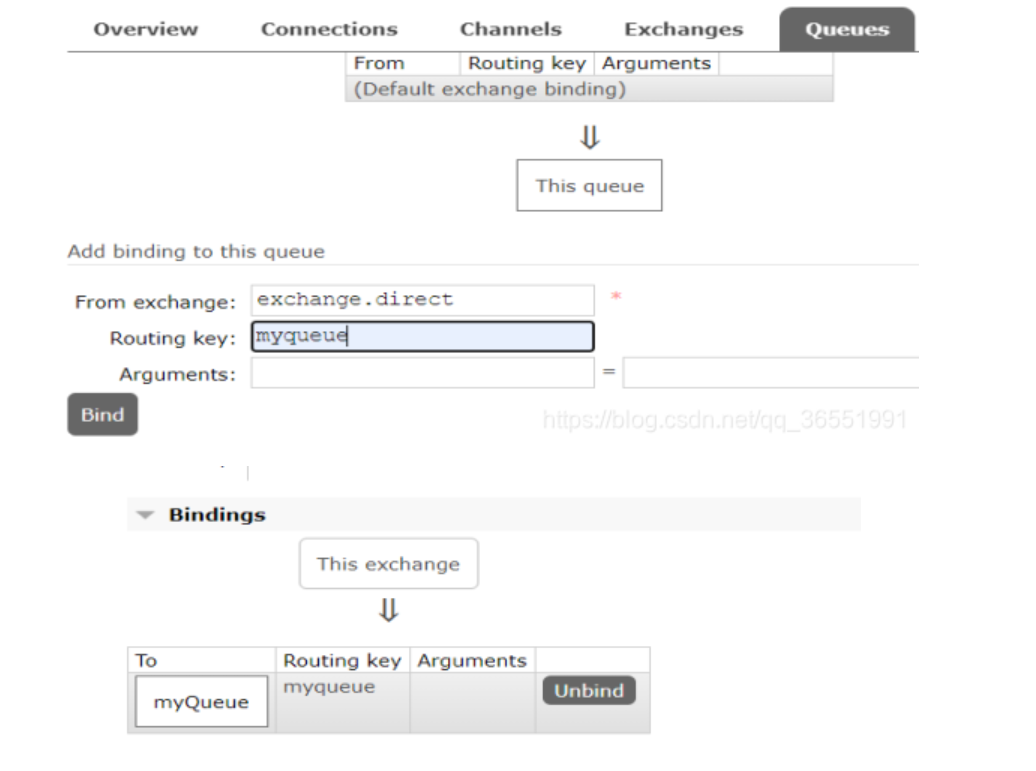 Overview Connections Channels Exchanges Queues
From Routing key Arguments
(Default exchange binding)
⇓
This queue
Add binding to this queue
From exchange: exchange.direct *
Routing key: myqueue
Arguments: =
Bind
https://blog.csdn.net/qq_36551991
Bindings
This exchange
⇓
To Routing key Arguments
myQueue myqueue Unbind